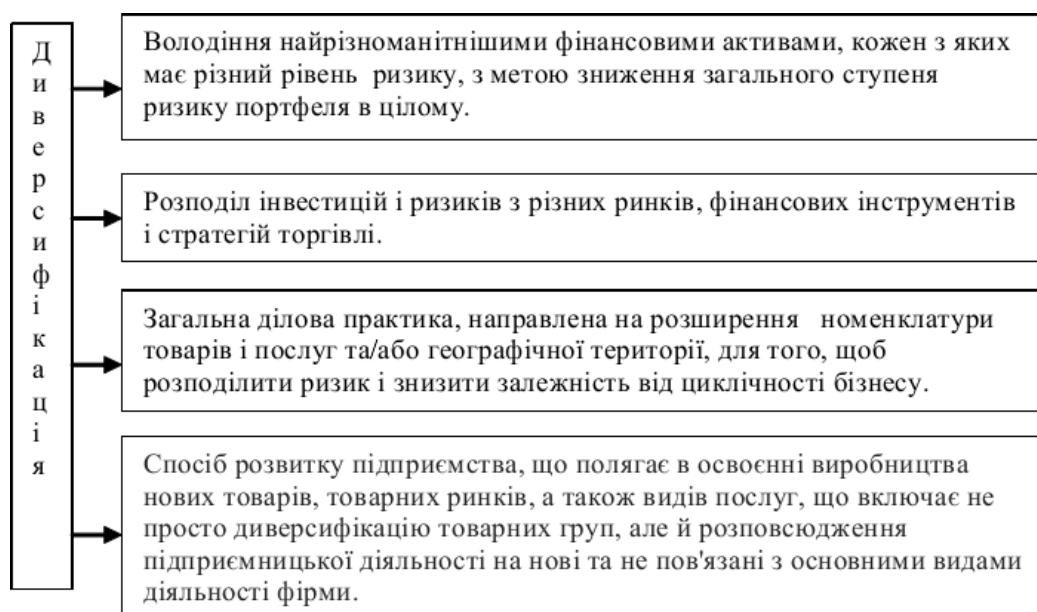 Диверсифікація
Володіння найрізноманітнішими фінансовими активами, кожен з яких
має різний рівень ризику, з метою зниження загального ступеня
ризику портфеля в цілому.
Розподіл інвестицій і ризиків з різних ринків, фінансових інструментів
і стратегій торгівлі.
Загальна ділова практика, направлена на розширення номенклатури
товарів і послуг та/або географічної території, для того, щоб
розподілити ризик і знизити залежність від циклічності бізнесу.
Спосіб розвитку підприємства, що полягає в освоєнні виробництва
нових товарів, товарних ринків, а також видів послуг, що включає не
просто диверсифікацію товарних груп, але й розповсюдження
підприємницької діяльності на нові та не пов'язані з основними видами
діяльності фірми.